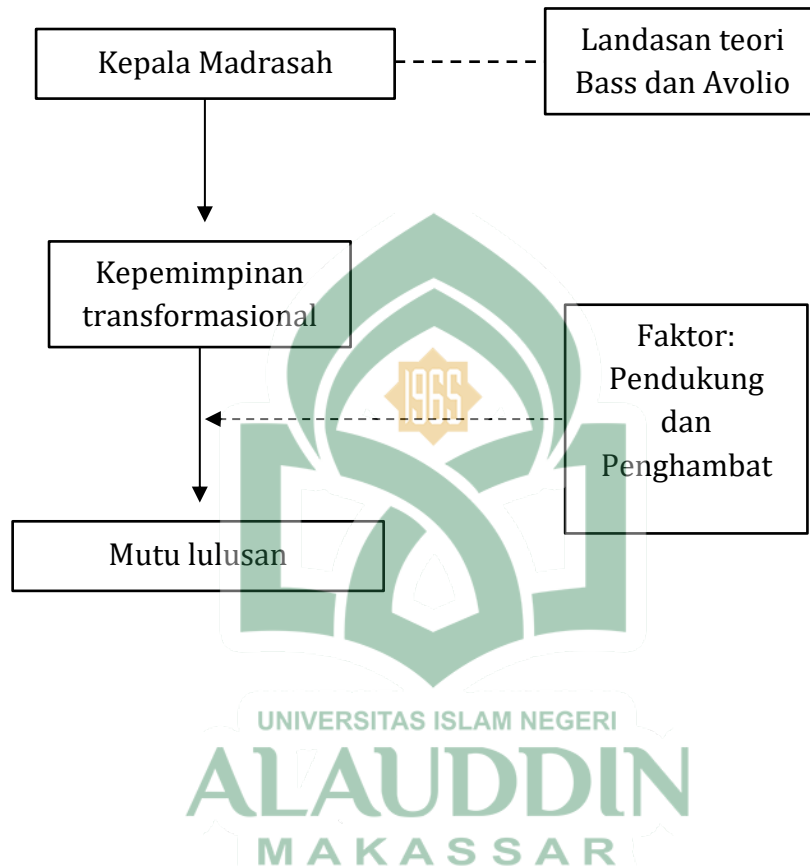 Kepala Madrasah
Landasan teori
Bass dan Avolio
Kepemimpinan
transformasional
Faktor:
Pendukung
dan
Penghambat
1965
Mutu lulusan
UNIVERSITAS ISLAM NEGERI
ALAUDDIN
MAKASSAR